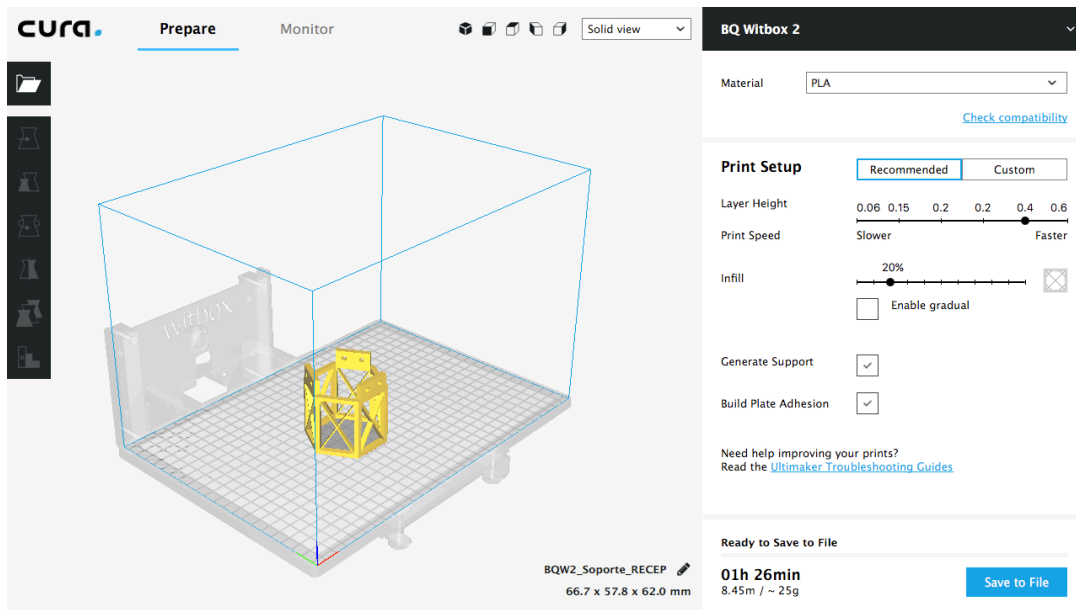 cura.
Prepare
Monitor
Solid view
BQ Witbox 2
Material
PLA
Check compatibility
Print Setup
Recommended
Custom
Layer Height
0.06 0.15 0.2 0.2 0.4 0.6
Print Speed
Slower
Faster
20%
Infill
Enable gradual
Generate Support
Build Plate Adhesion
Need help improving your prints?
Read the Ultimaker Troubleshooting Guides
Witbox
BQW2_Soporte_RECEP
66.7 x 57.8 x 62.0 mm
Ready to Save to File
01h 26min
8.45m / ~ 25g
Save to File